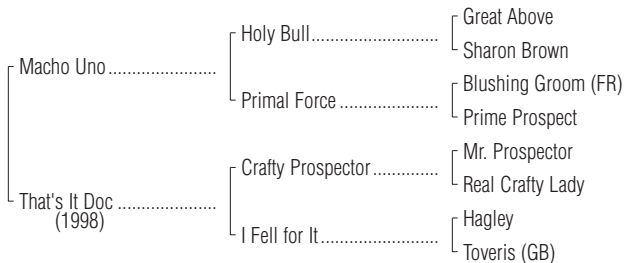 Macho Uno
That's It Doc
(1998)
Holy Bull
Primal Force
Crafty Prospector
I Fell for It
Great Above
Sharon Brown
Blushing Groom (FR)
Prime Prospect
Mr. Prospector
Real Crafty Lady
Hagley
Toveris (GB)